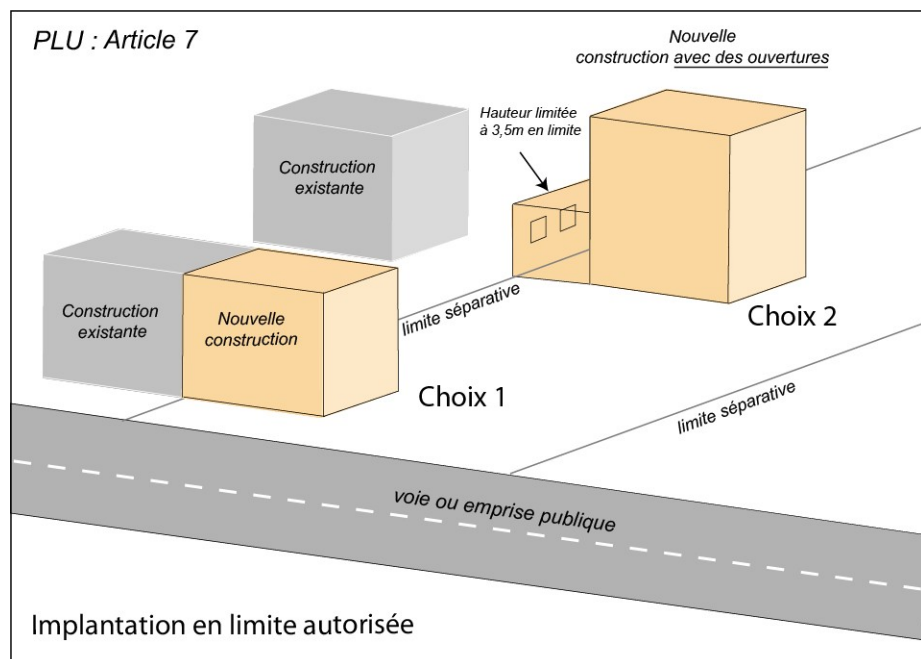 PLU : Article 7
Nouvelle
construction avec des ouvertures
Hauteur limitée
à 3,5m en limite
Construction
existante
Construction
existante
Nouvelle
construction
limite séparative
Choix 2
Choix 1
limite séparative
voie ou emprise publique
Implantation en limite autorisée